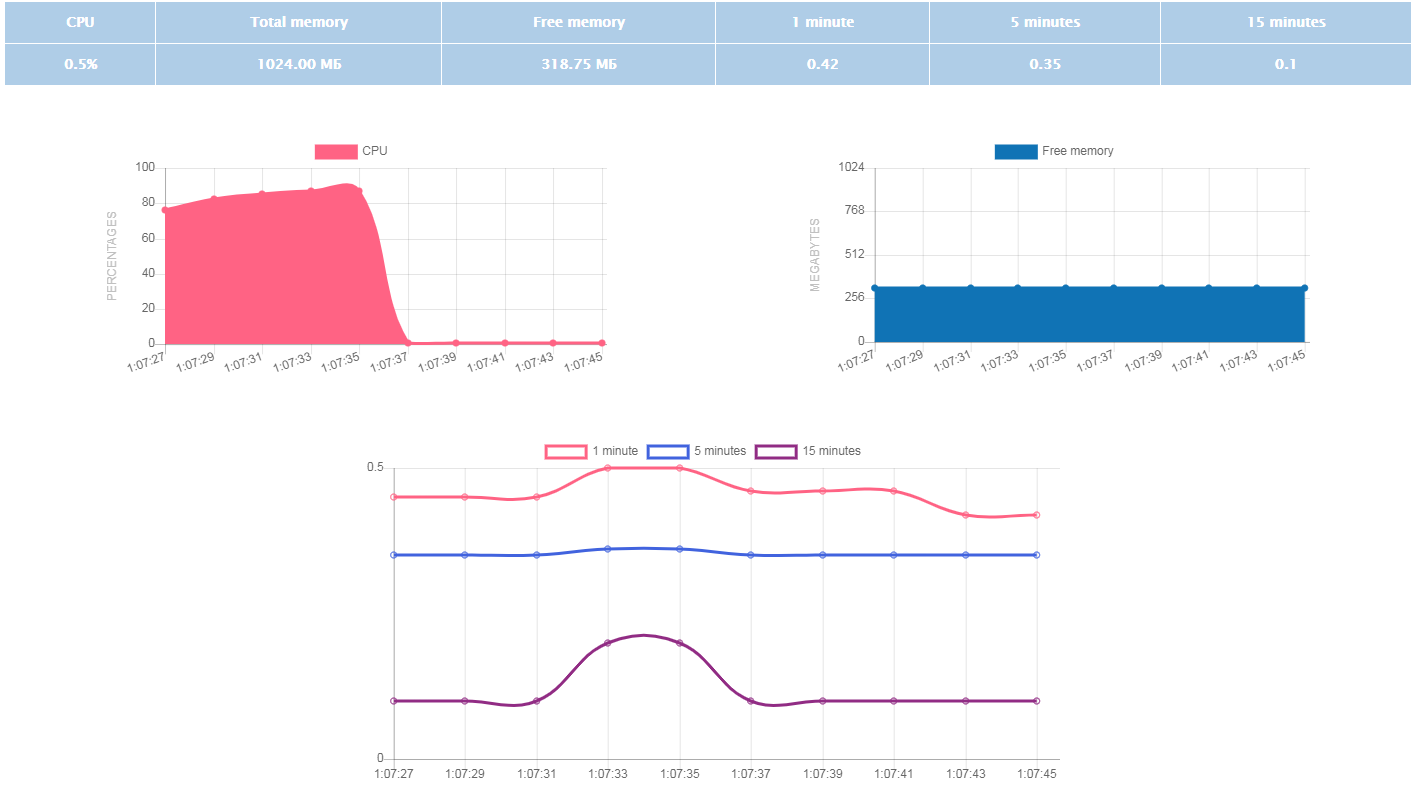 CPU Total memory Free memory 1 minute 5 minutes 15 minutes
0.5% 1024.00 МБ 318.75 МБ 0.42 0.35 0.1
CPU
PERCENTAGES
100
80
60
40
20
0
1:07:27 1:07:29 1:07:31 1:07:33 1:07:35 1:07:37 1:07:39 1:07:41 1:07:43 1:07:45
Free memory
MEGABYTES
1024
768
512
256
0
1:07:27 1:07:29 1:07:31 1:07:33 1:07:35 1:07:37 1:07:39 1:07:41 1:07:43 1:07:45
1 minute 5 minutes 15 minutes
0.5
0
1:07:27 1:07:29 1:07:31 1:07:33 1:07:35 1:07:37 1:07:39 1:07:41 1:07:43 1:07:45